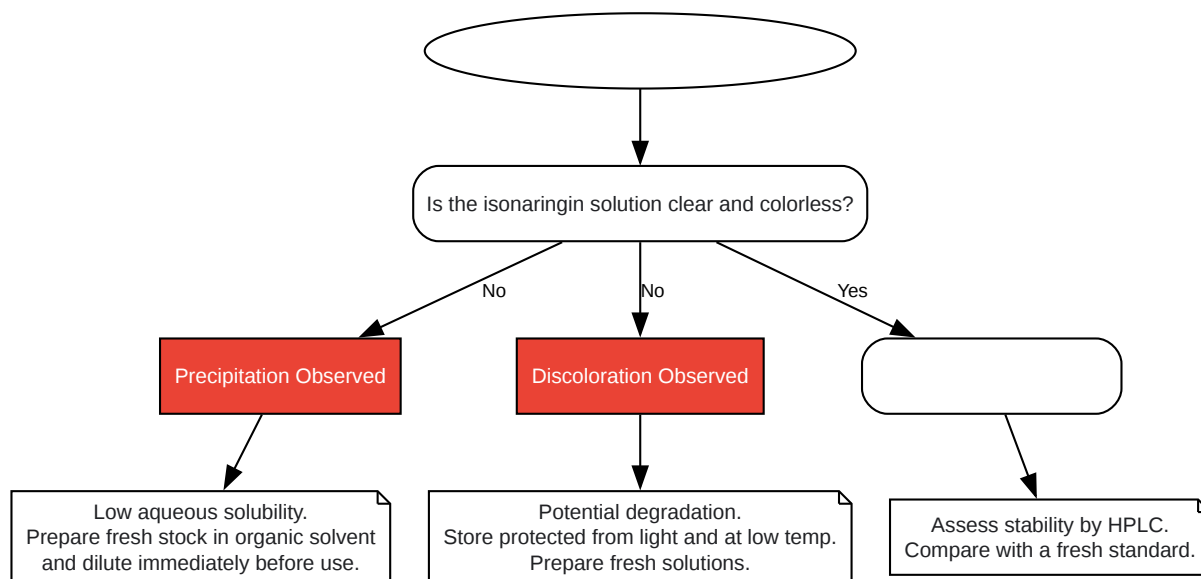 Is the isonaringin solution clear and colorless?
No
No
Yes
Precipitation Observed
Discoloration Observed
Low aqueous solubility.
Prepare fresh stock in organic solvent
and dilute immediately before use.
Potential degradation.
Store protected from light and at low temp.
Prepare fresh solutions.
Assess stability by HPLC.
Compare with a fresh standard.